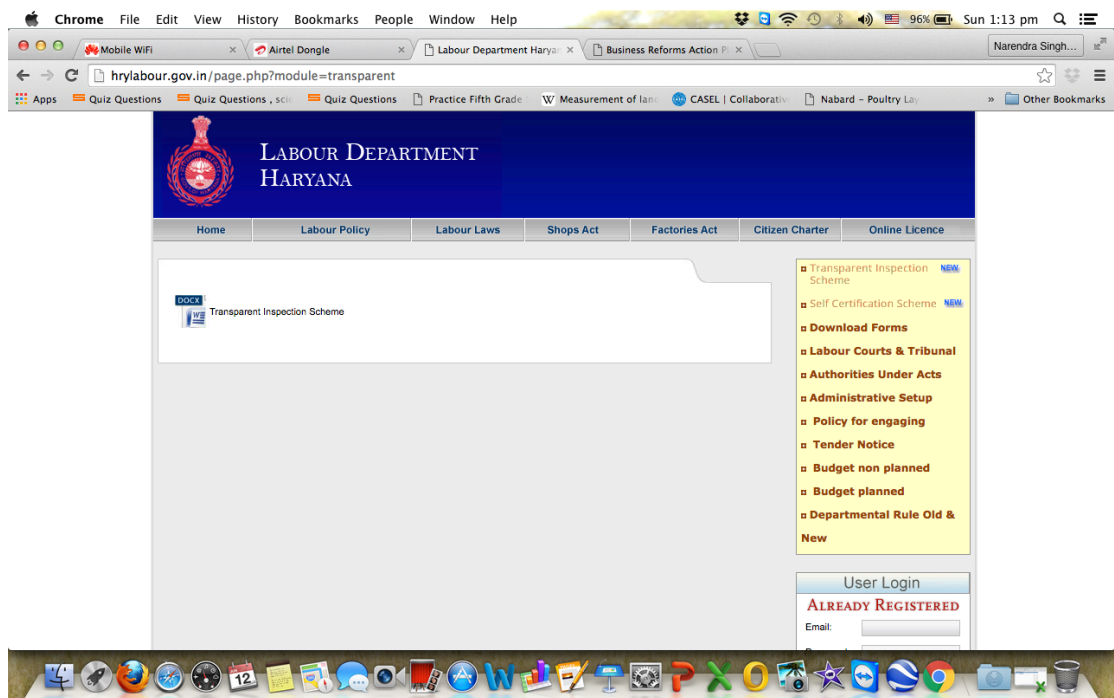 Chrome File Edit View History Bookmarks People Window Help 96% Sun 1:13 pm
Mobile WiFi Airtel Dongle Labour Department Haryan Business Reforms Action Pl Narendra Singh...
hrylabour.gov.in/page.php?module=transparent
Apps Quiz Questions Quiz Questions , scie Quiz Questions Practice Fifth Grade W Measurement of land CASEL | Collaborativ Nabard - Poultry Lay » Other Bookmarks
LABOUR DEPARTMENT
HARYANA
Home Labour Policy Labour Laws Shops Act Factories Act Citizen Charter Online Licence
DOCX
Transparent Inspection Scheme
Transparent Inspection NEW
Scheme
Self Certification Scheme NEW
Download Forms
Labour Courts & Tribunal
Authorities Under Acts
Administrative Setup
Policy for engaging
Tender Notice
Budget non planned
Budget planned
Departmental Rule Old &
New
User Login
ALREADY REGISTERED
Email:
12